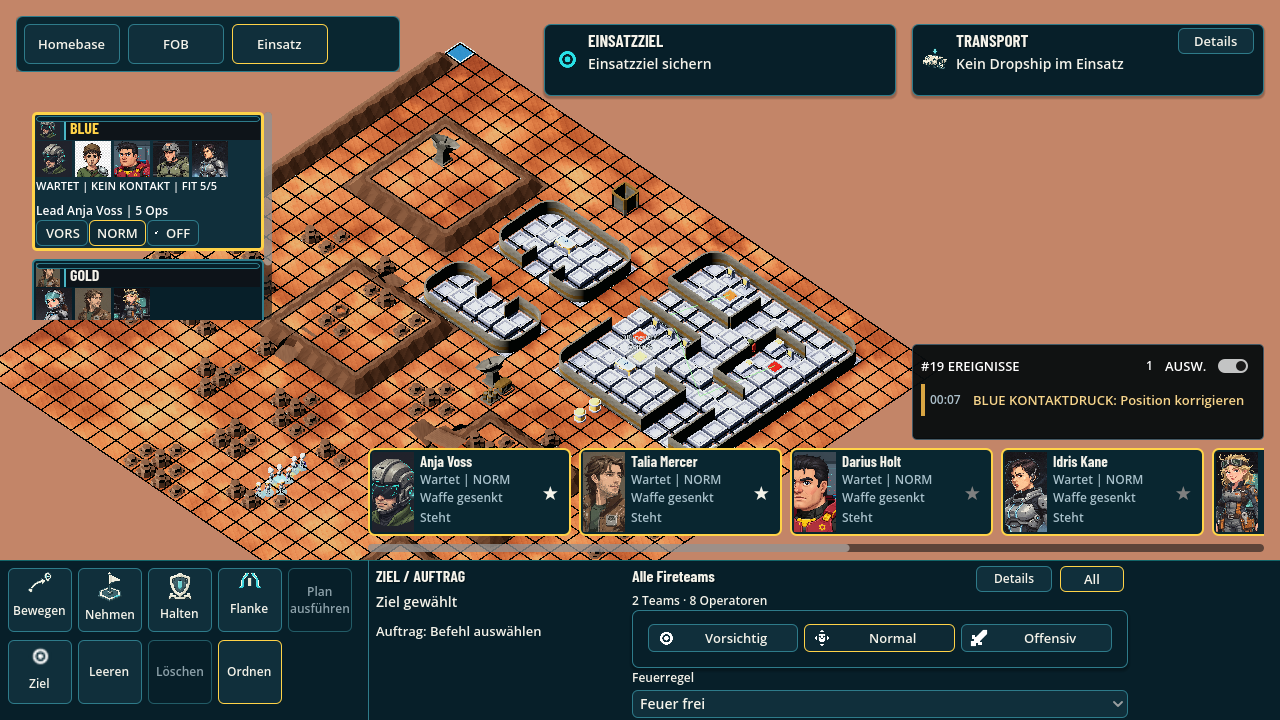 Homebase
FOB
Einsatz
EINSATZZIEL
Einsatzziel sichern
TRANSPORT
Kein Dropship im Einsatz
Details
BLUE
WARTET | KEIN KONTAKT | FIT 5/5
Lead Anja Voss | 5 Ops
VORS
NORM
· OFF
GOLD
#19 EREIGNISSE
1
AUSW.
00:07
BLUE KONTAKTDRUCK: Position korrigieren
Anja Voss
Wartet | NORM
Waffe gesenkt
Steht
Talia Mercer
Wartet | NORM
Waffe gesenkt
Steht
Darius Holt
Wartet | NORM
Waffe gesenkt
Steht
Idris Kane
Wartet | NORM
Waffe gesenkt
Steht
Bewegen
Nehmen
Halten
Flanke
Plan
ausführen
Ziel
Leeren
Löschen
Ordnen
ZIEL / AUFTRAG
Ziel gewählt
Auftrag: Befehl auswählen
Alle Fireteams
2 Teams · 8 Operatoren
Details
All
Vorsichtig
Normal
Offensiv
Feuerregel
Feuer frei